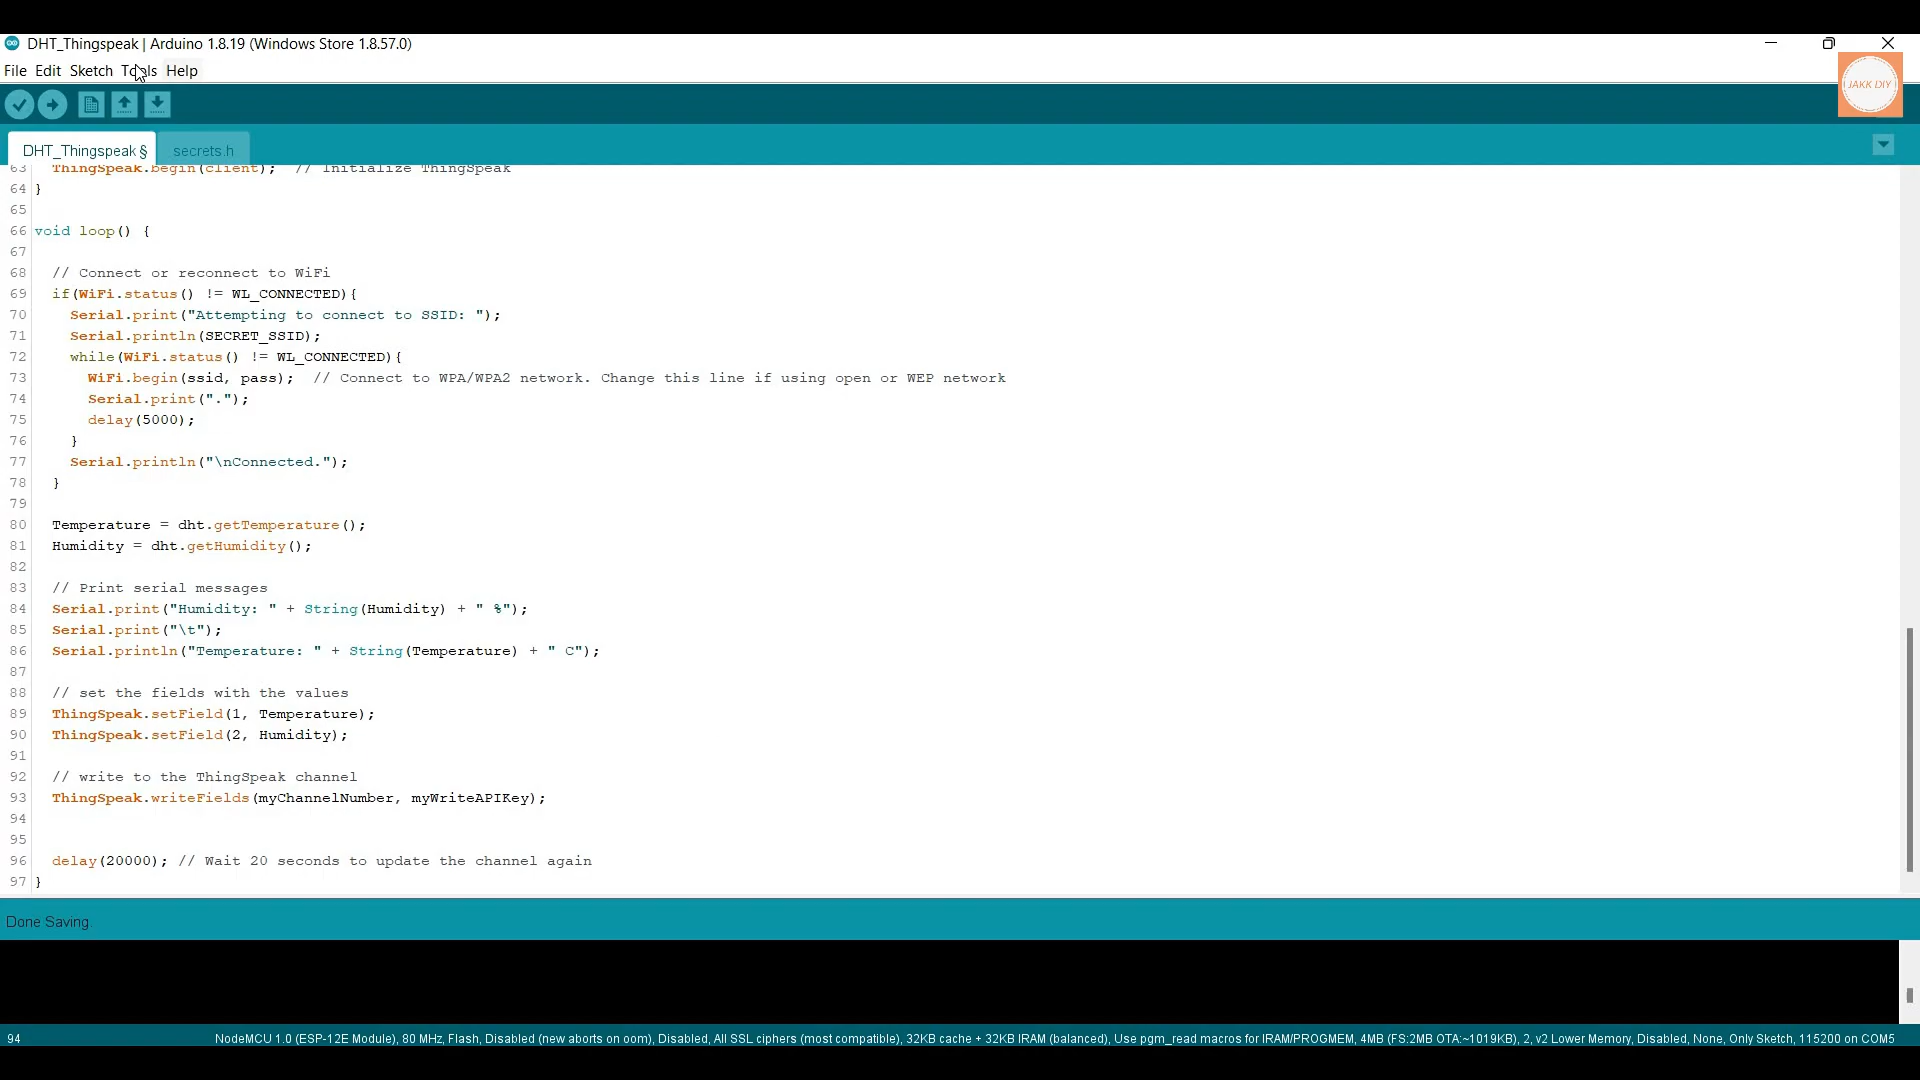 DHT_Thingspeak | Arduino 1.8.19 (Windows Store 1.8.57.0)
File Edit Sketch Tools Help
JAKK DIY
DHT_Thingspeak § secrets.h
63 ThingSpeak.begin(client); // Initialize ThingSpeak
64 }
65
66 void loop() {
67
68 // Connect or reconnect to WiFi
69 if(WiFi.status() != WL_CONNECTED){
70 Serial.print("Attempting to connect to SSID: ");
71 Serial.println(SECRET_SSID);
72 while(WiFi.status() != WL_CONNECTED){
73 WiFi.begin(ssid, pass); // Connect to WPA/WPA2 network. Change this line if using open or WEP network
74 Serial.print(".");
75 delay(5000);
76 }
77 Serial.println("\nConnected.");
78 }
79
80 Temperature = dht.getTemperature();
81 Humidity = dht.getHumidity();
82
83 // Print serial messages
84 Serial.print("Humidity: " + String(Humidity) + " %");
85 Serial.print("\t");
86 Serial.println("Temperature: " + String(Temperature) + " C");
87
88 // set the fields with the values
89 ThingSpeak.setField(1, Temperature);
90 ThingSpeak.setField(2, Humidity);
91
92 // write to the ThingSpeak channel
93 ThingSpeak.writeFields(myChannelNumber, myWriteAPIKey);
94
95
96 delay(20000); // Wait 20 seconds to update the channel again
97 }
Done Saving.
94 NodeMCU 1.0 (ESP-12E Module), 80 MHz, Flash, Disabled (new aborts on oom), Disabled, All SSL ciphers (most compatible), 32KB cache + 32KB IRAM (balanced), Use pgm_read macros for IRAM/PROGMEM, 4MB (FS:2MB OTA:~1019KB), 2, v2 Lower Memory, Disabled, None, Only Sketch, 115200 on COM5